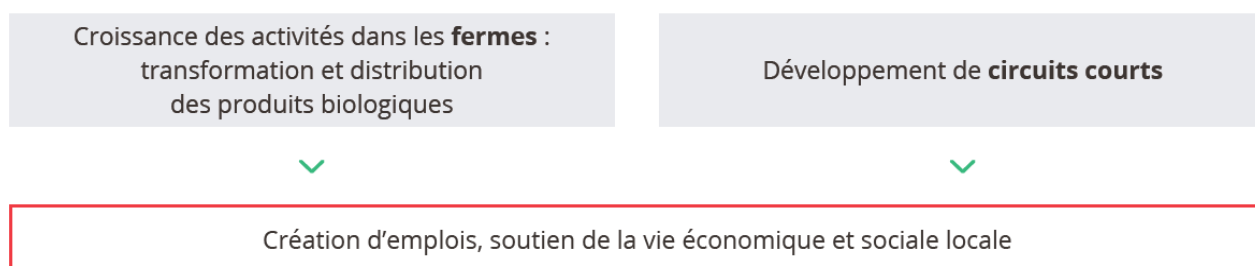 Croissance des activités dans les fermes :
transformation et distribution
des produits biologiques
Développement de circuits courts
Création d’emplois, soutien de la vie économique et sociale locale